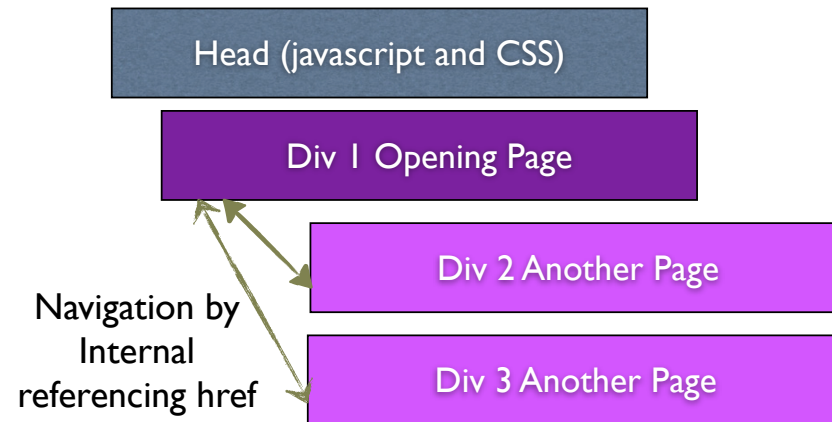 Head (javascript and CSS)
Div 1 Opening Page
Div 2 Another Page
Navigation by
Internal
referencing href
Div 3 Another Page